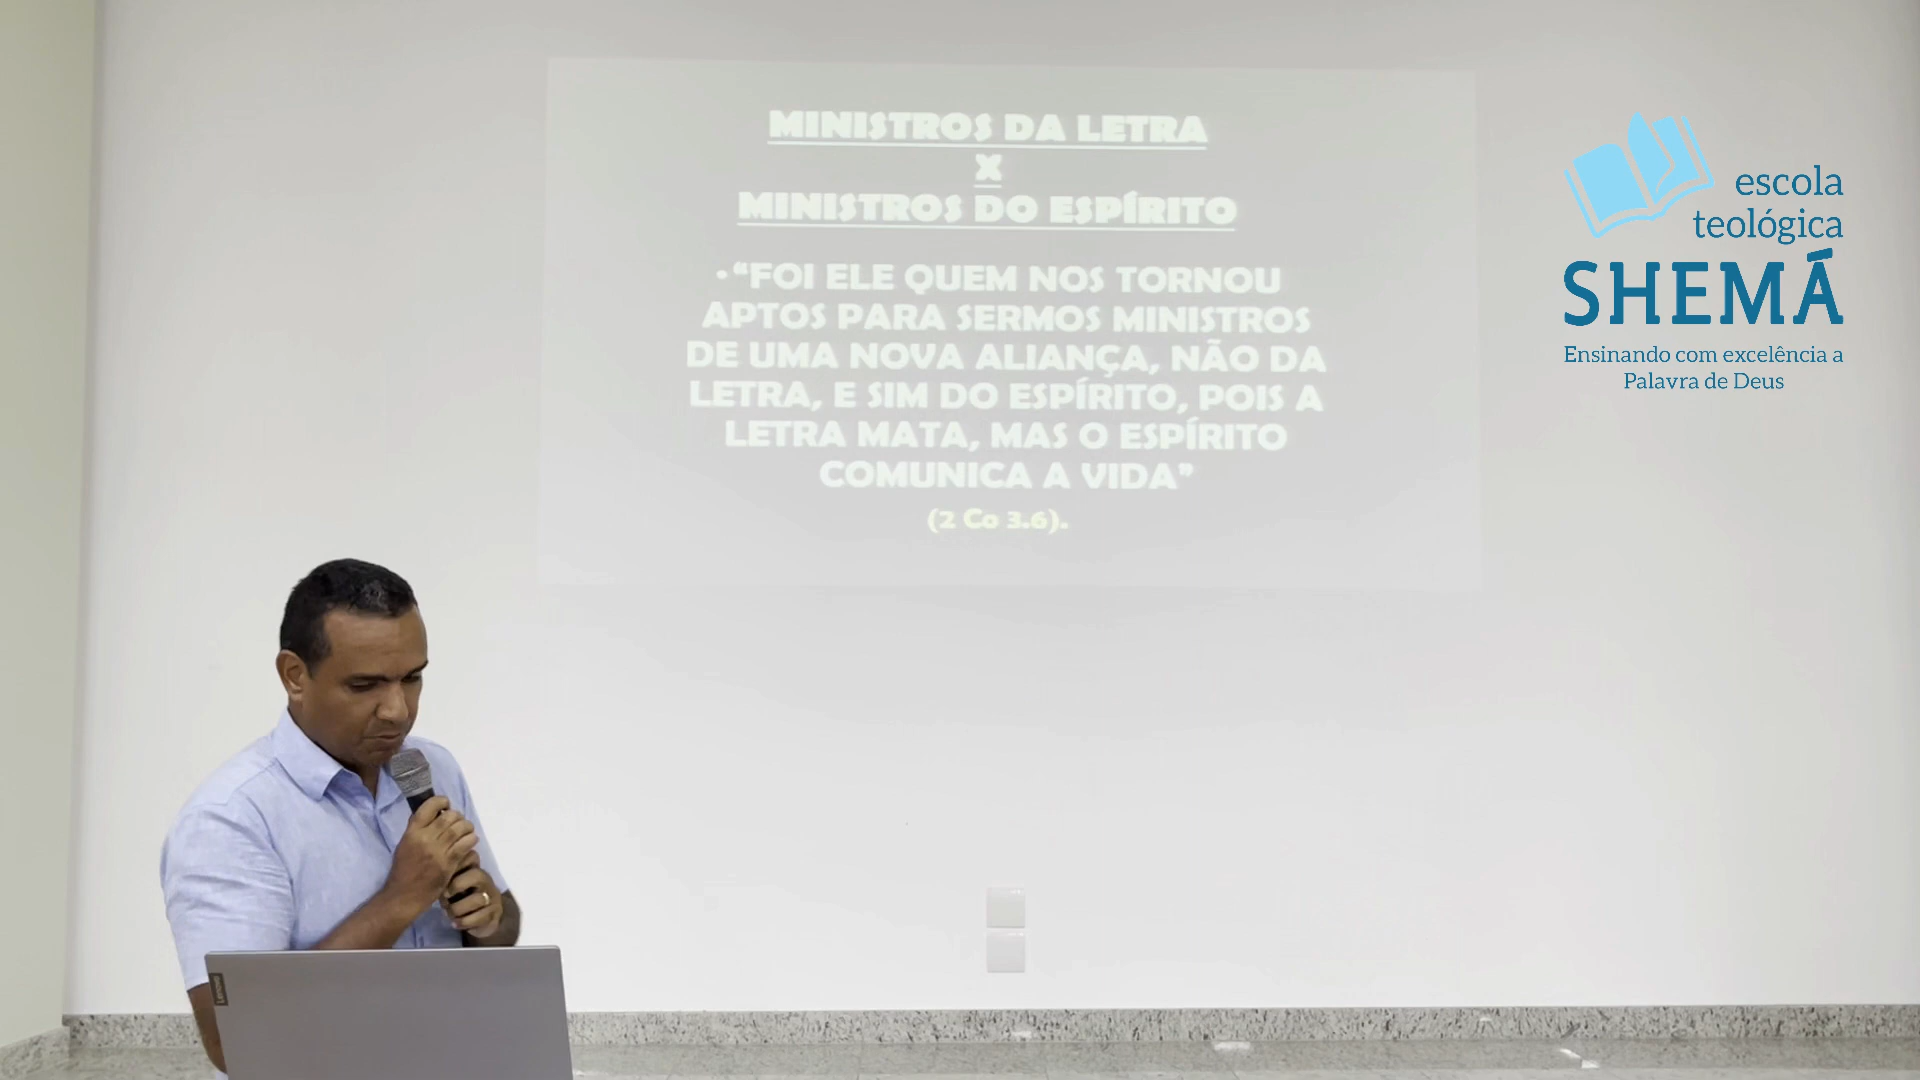 MINISTROS DA LETRA
X
MINISTROS DO ESPÍRITO
•“FOI ELE QUEM NOS TORNOU
APTOS PARA SERMOS MINISTROS
DE UMA NOVA ALIANÇA, NÃO DA
LETRA, E SIM DO ESPÍRITO, POIS A
LETRA MATA, MAS O ESPÍRITO
COMUNICA A VIDA”
(2 Co 3.6).
escola
teológica
SHEMÁ
Ensinando com excelência a
Palavra de Deus
Lenovo